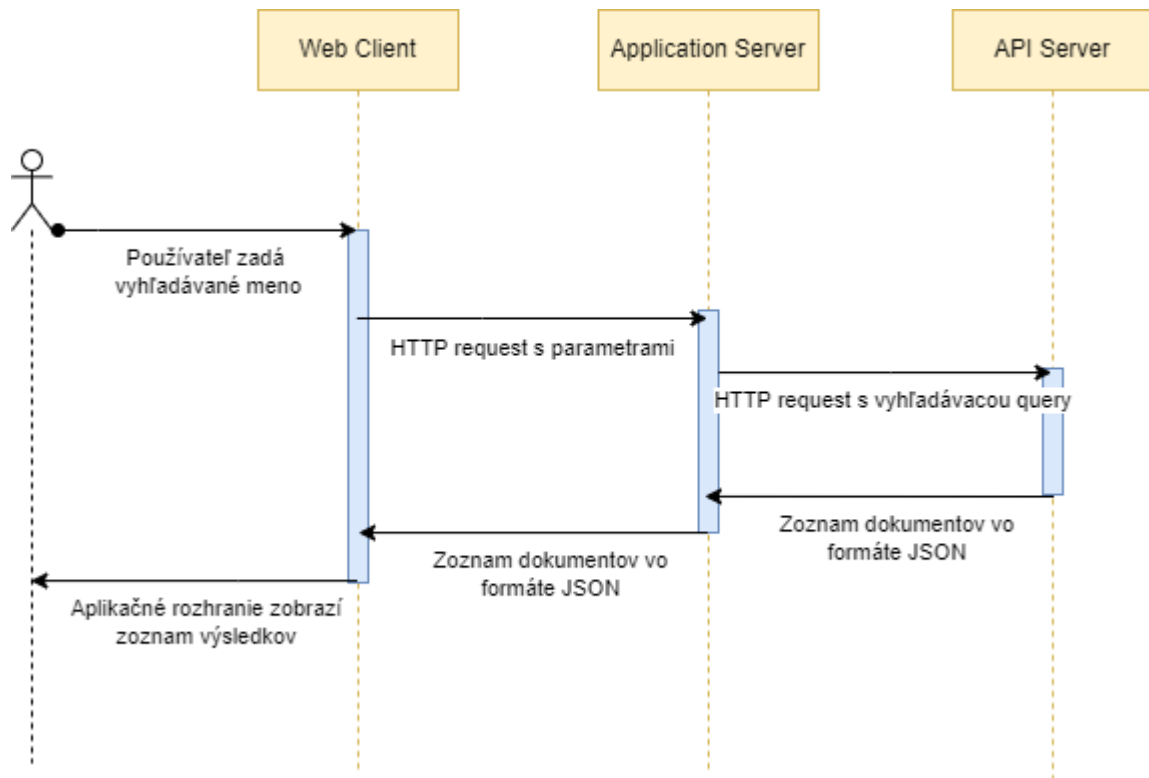 Web Client
Application Server
API Server
Používateľ zadá
vyhľadávané meno
HTTP request s parametrami
HTTP request s vyhľadávacou query
Zoznam dokumentov vo
formáte JSON
Zoznam dokumentov vo
formáte JSON
Aplikačné rozhranie zobrazí
zoznam výsledkov